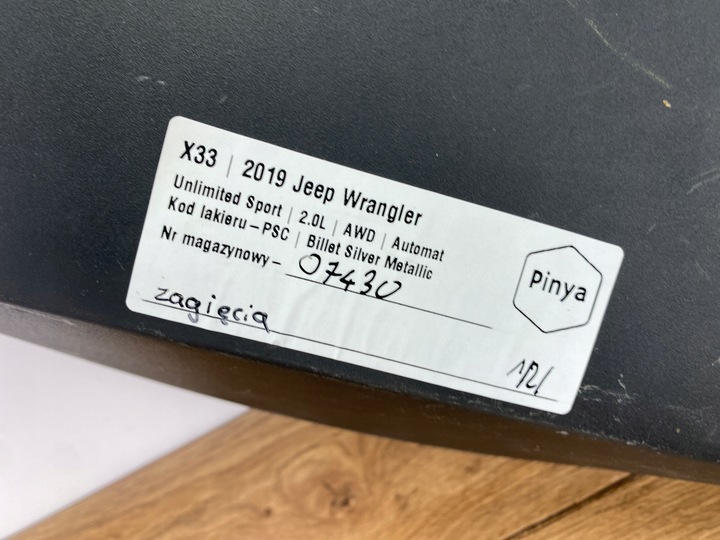 X33 | 2019 Jeep Wrangler
Unlimited Sport | 2.0L | AWD | Automat
Kod lakieru – PSC | Billet Silver Metallic
Nr magazynowy – 07430
Pinya
zagięcia